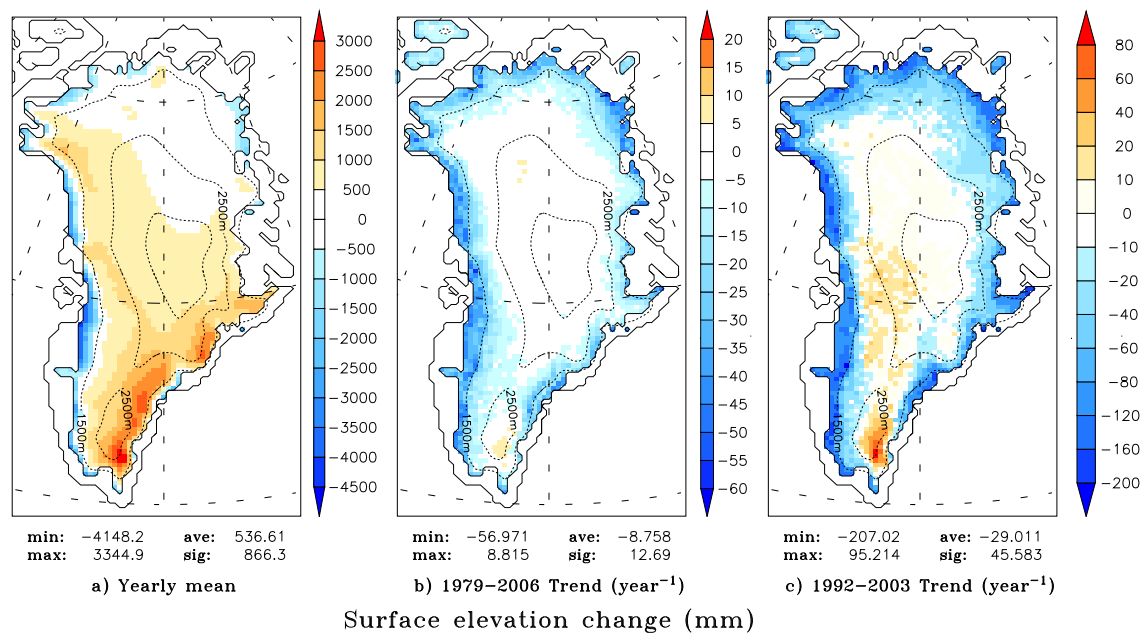 3000
2500
2000
1500
1000
500
0
−500
−1000
−1500
−2000
−2500
−3000
−3500
−4000
−4500
2500m
2500m
1500m
min: −4148.2 ave: 536.61
max: 3344.9 sig: 866.3
a) Yearly mean
20
15
10
5
0
−5
−10
−15
−20
−25
−30
−35
−40
−45
−50
−55
−60
2500m
2500m
1500m
min: −56.971 ave: −8.758
max: 8.815 sig: 12.69
b) 1979−2006 Trend (year⁻¹)
80
60
40
20
10
0
−10
−20
−40
−60
−80
−120
−160
−200
2500m
2500m
1500m
min: −207.02 ave: −29.011
max: 95.214 sig: 45.583
c) 1992−2003 Trend (year⁻¹)
Surface elevation change (mm)